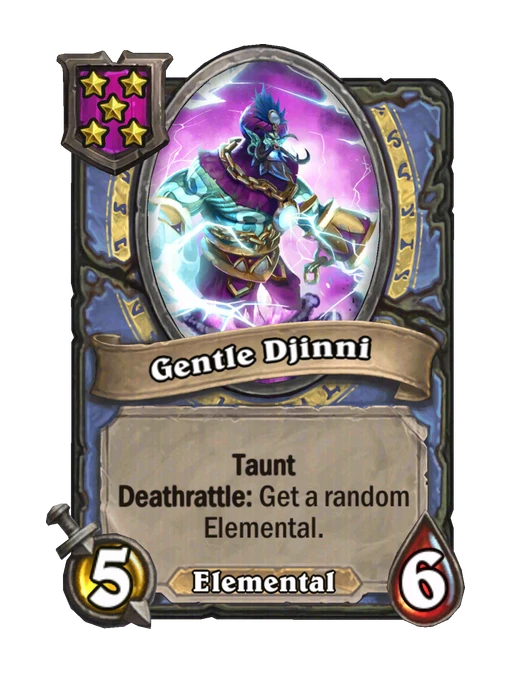 Gentle Djinni
Taunt
Deathrattle: Get a random
Elemental.
5
Elemental
6